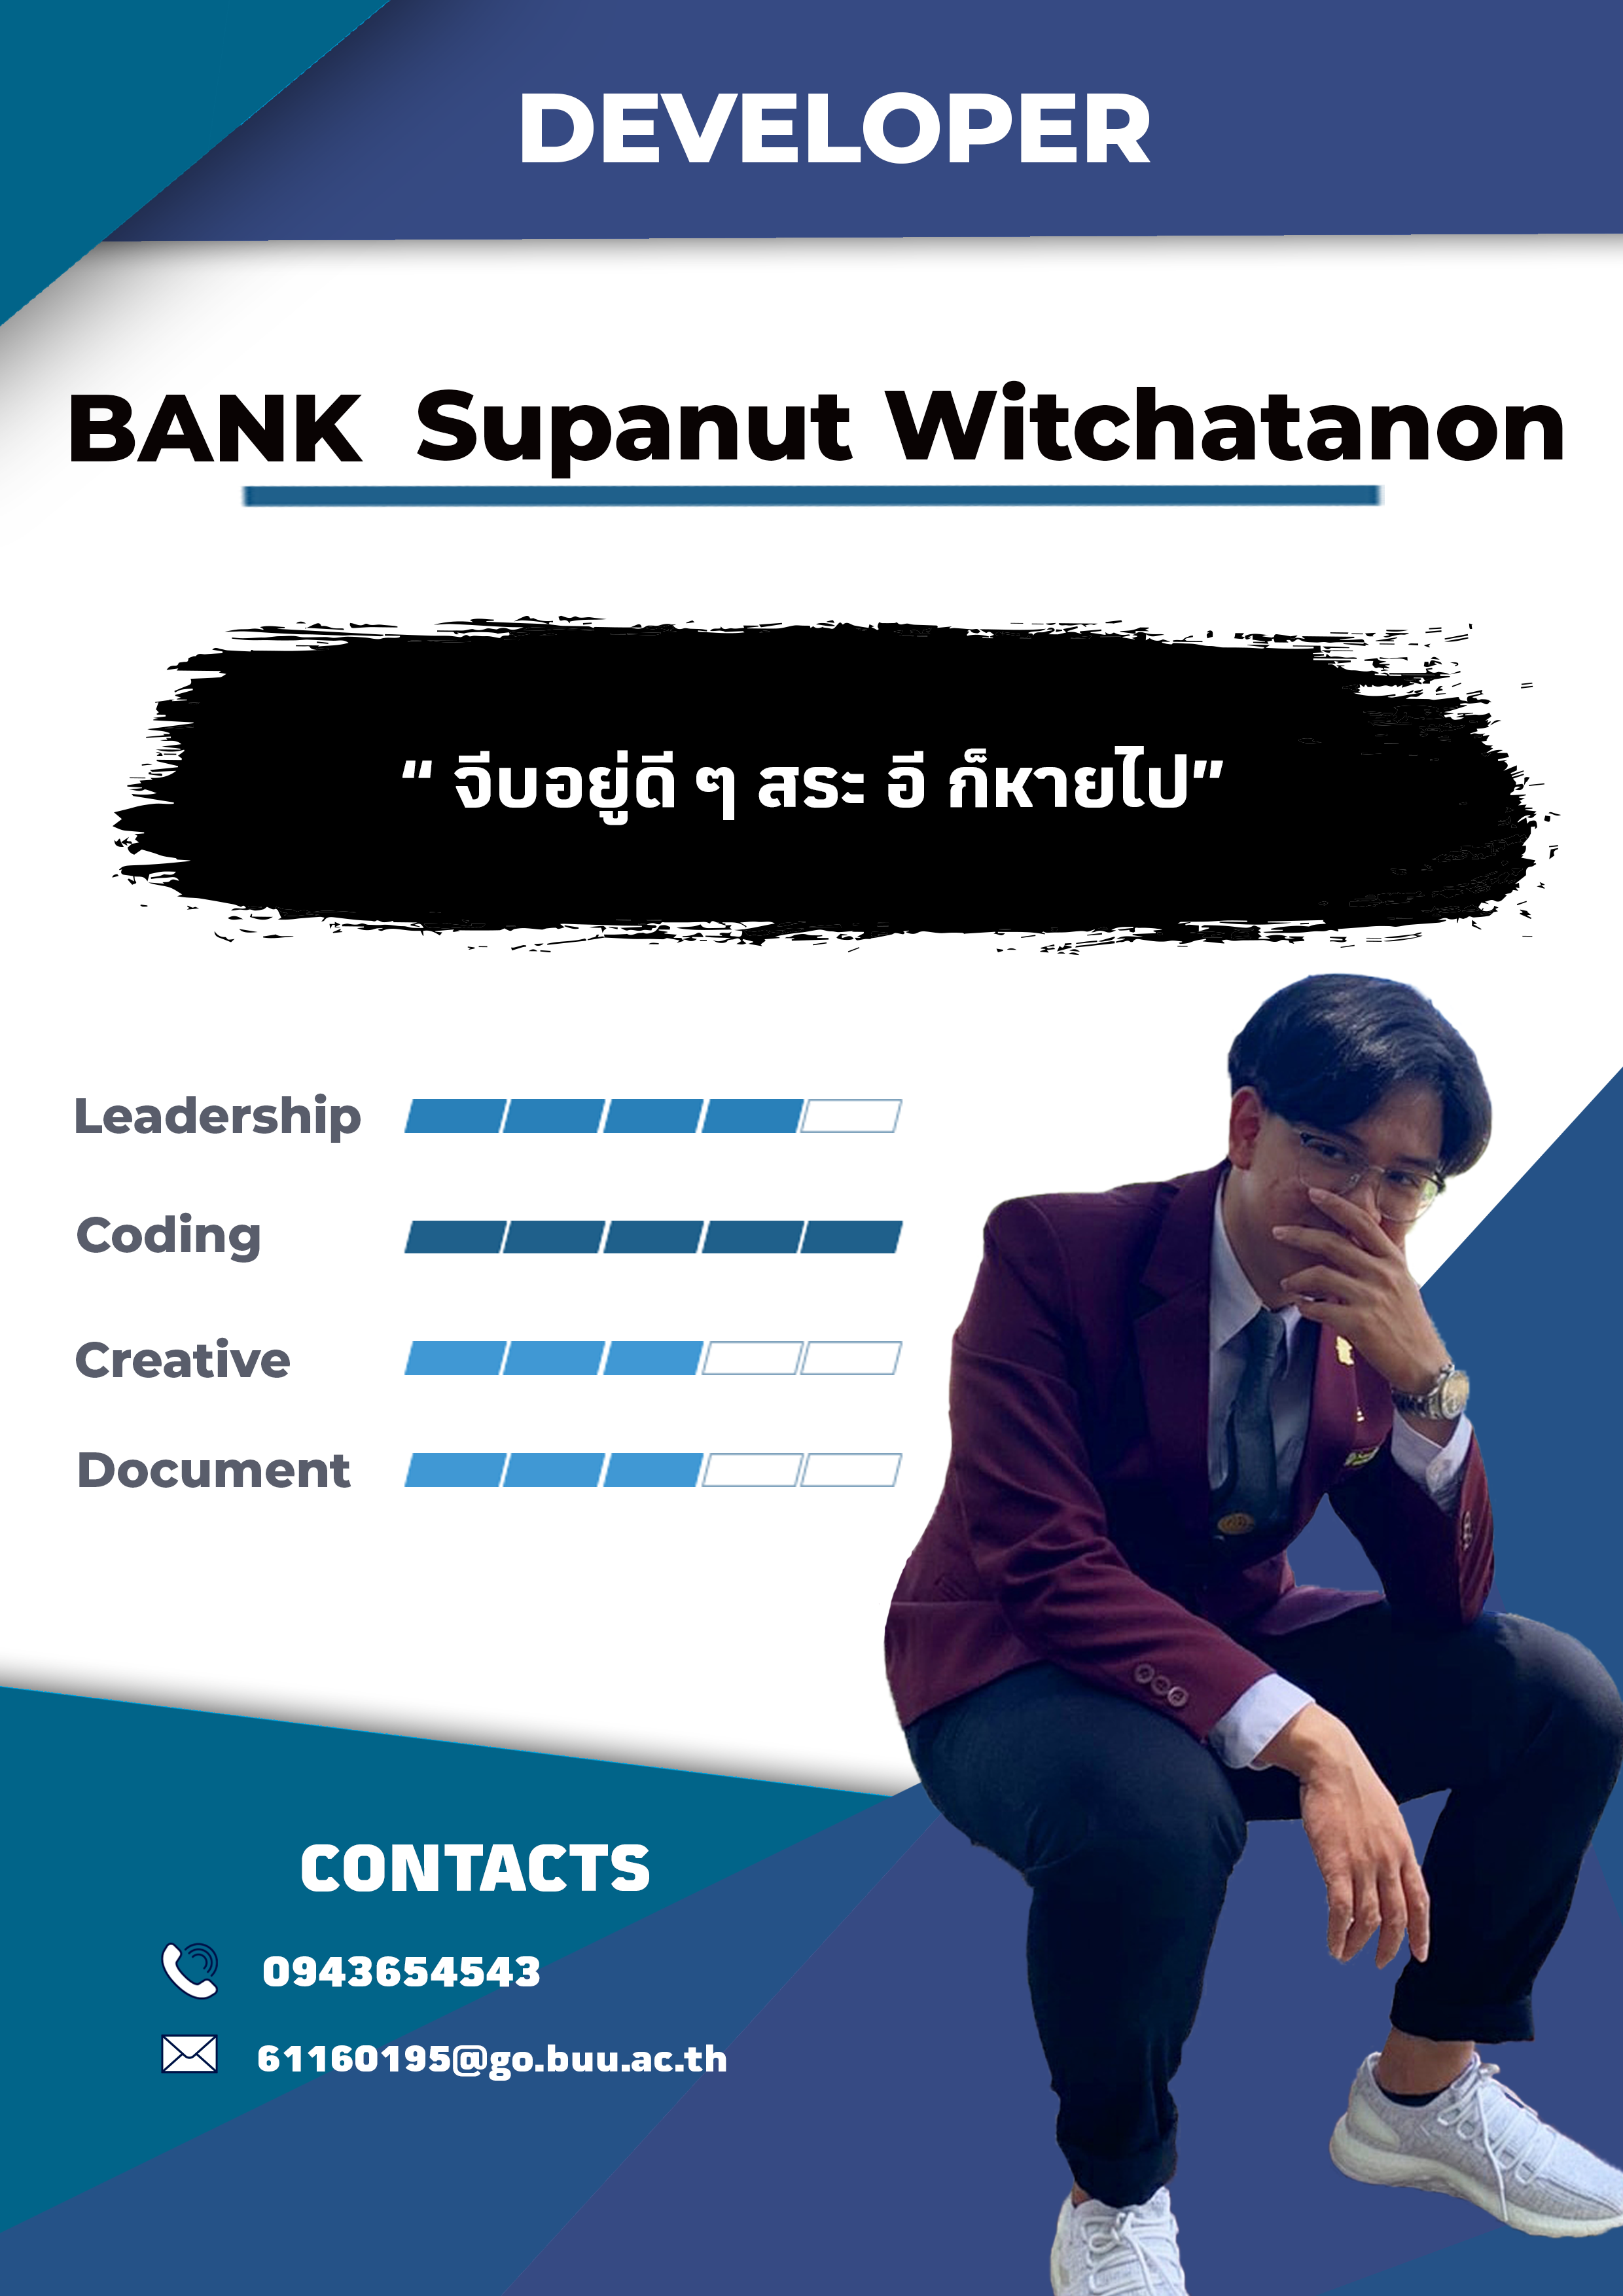 DEVELOPER
BANK Supanut Witchatanon
“ จีบอยู่ดี ๆ สระ อี ก็หายไป”
Leadership
Coding
Creative
Document
CONTACTS
0943654543
61160195@go.buu.ac.th